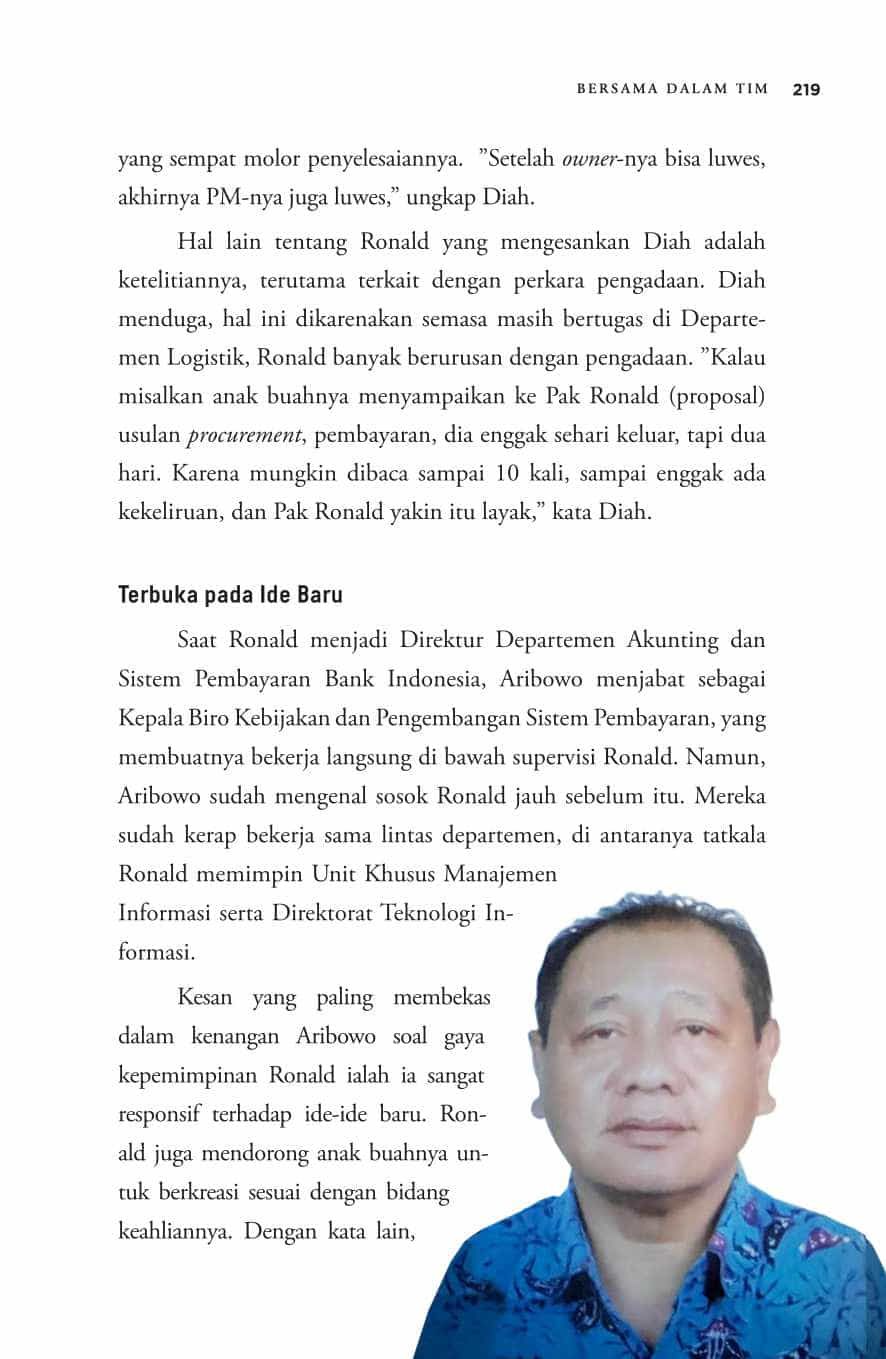 BERSAMA DALAM TIM 219
yang sempat molor penyelesaiannya. ”Setelah owner-nya bisa luwes,
akhirnya PM-nya juga luwes,” ungkap Diah.
Hal lain tentang Ronald yang mengesankan Diah adalah
ketelitiannya, terutama terkait dengan perkara pengadaan. Diah
menduga, hal ini dikarenakan semasa masih bertugas di Departe-
men Logistik, Ronald banyak berurusan dengan pengadaan. ”Kalau
misalkan anak buahnya menyampaikan ke Pak Ronald (proposal)
usulan procurement, pembayaran, dia enggak sehari keluar, tapi dua
hari. Karena mungkin dibaca sampai 10 kali, sampai enggak ada
kekeliruan, dan Pak Ronald yakin itu layak,” kata Diah.
Terbuka pada Ide Baru
Saat Ronald menjadi Direktur Departemen Akunting dan
Sistem Pembayaran Bank Indonesia, Aribowo menjabat sebagai
Kepala Biro Kebijakan dan Pengembangan Sistem Pembayaran, yang
membuatnya bekerja langsung di bawah supervisi Ronald. Namun,
Aribowo sudah mengenal sosok Ronald jauh sebelum itu. Mereka
sudah kerap bekerja sama lintas departemen, di antaranya tatkala
Ronald memimpin Unit Khusus Manajemen
Informasi serta Direktorat Teknologi In-
formasi.
Kesan yang paling membekas
dalam kenangan Aribowo soal gaya
kepemimpinan Ronald ialah ia sangat
responsif terhadap ide-ide baru. Ron-
ald juga mendorong anak buahnya un-
tuk berkreasi sesuai dengan bidang
keahliannya. Dengan kata lain,